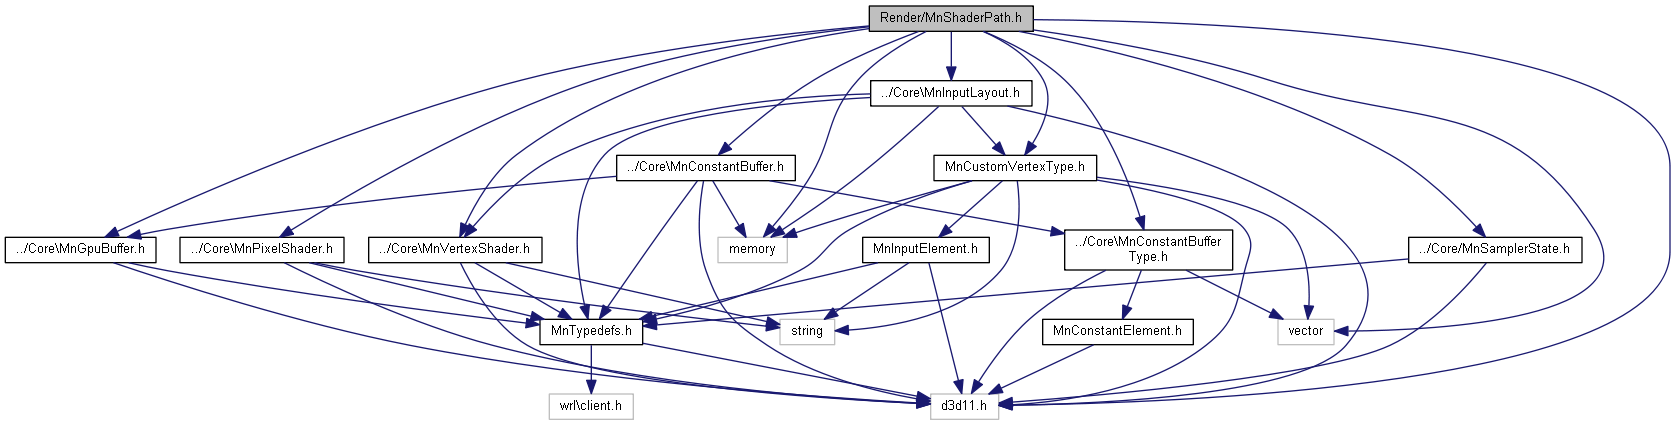 Render/MnShaderPath.h
../Core\MnInputLayout.h
../Core\MnConstantBuffer.h
MnCustomVertexType.h
../Core\MnGpuBuffer.h
../Core\MnPixelShader.h
../Core\MnVertexShader.h
memory
MnInputElement.h
../Core\MnConstantBuffer
Type.h
../Core/MnSamplerState.h
MnTypedefs.h
string
MnConstantElement.h
vector
wrl\client.h
d3d11.h